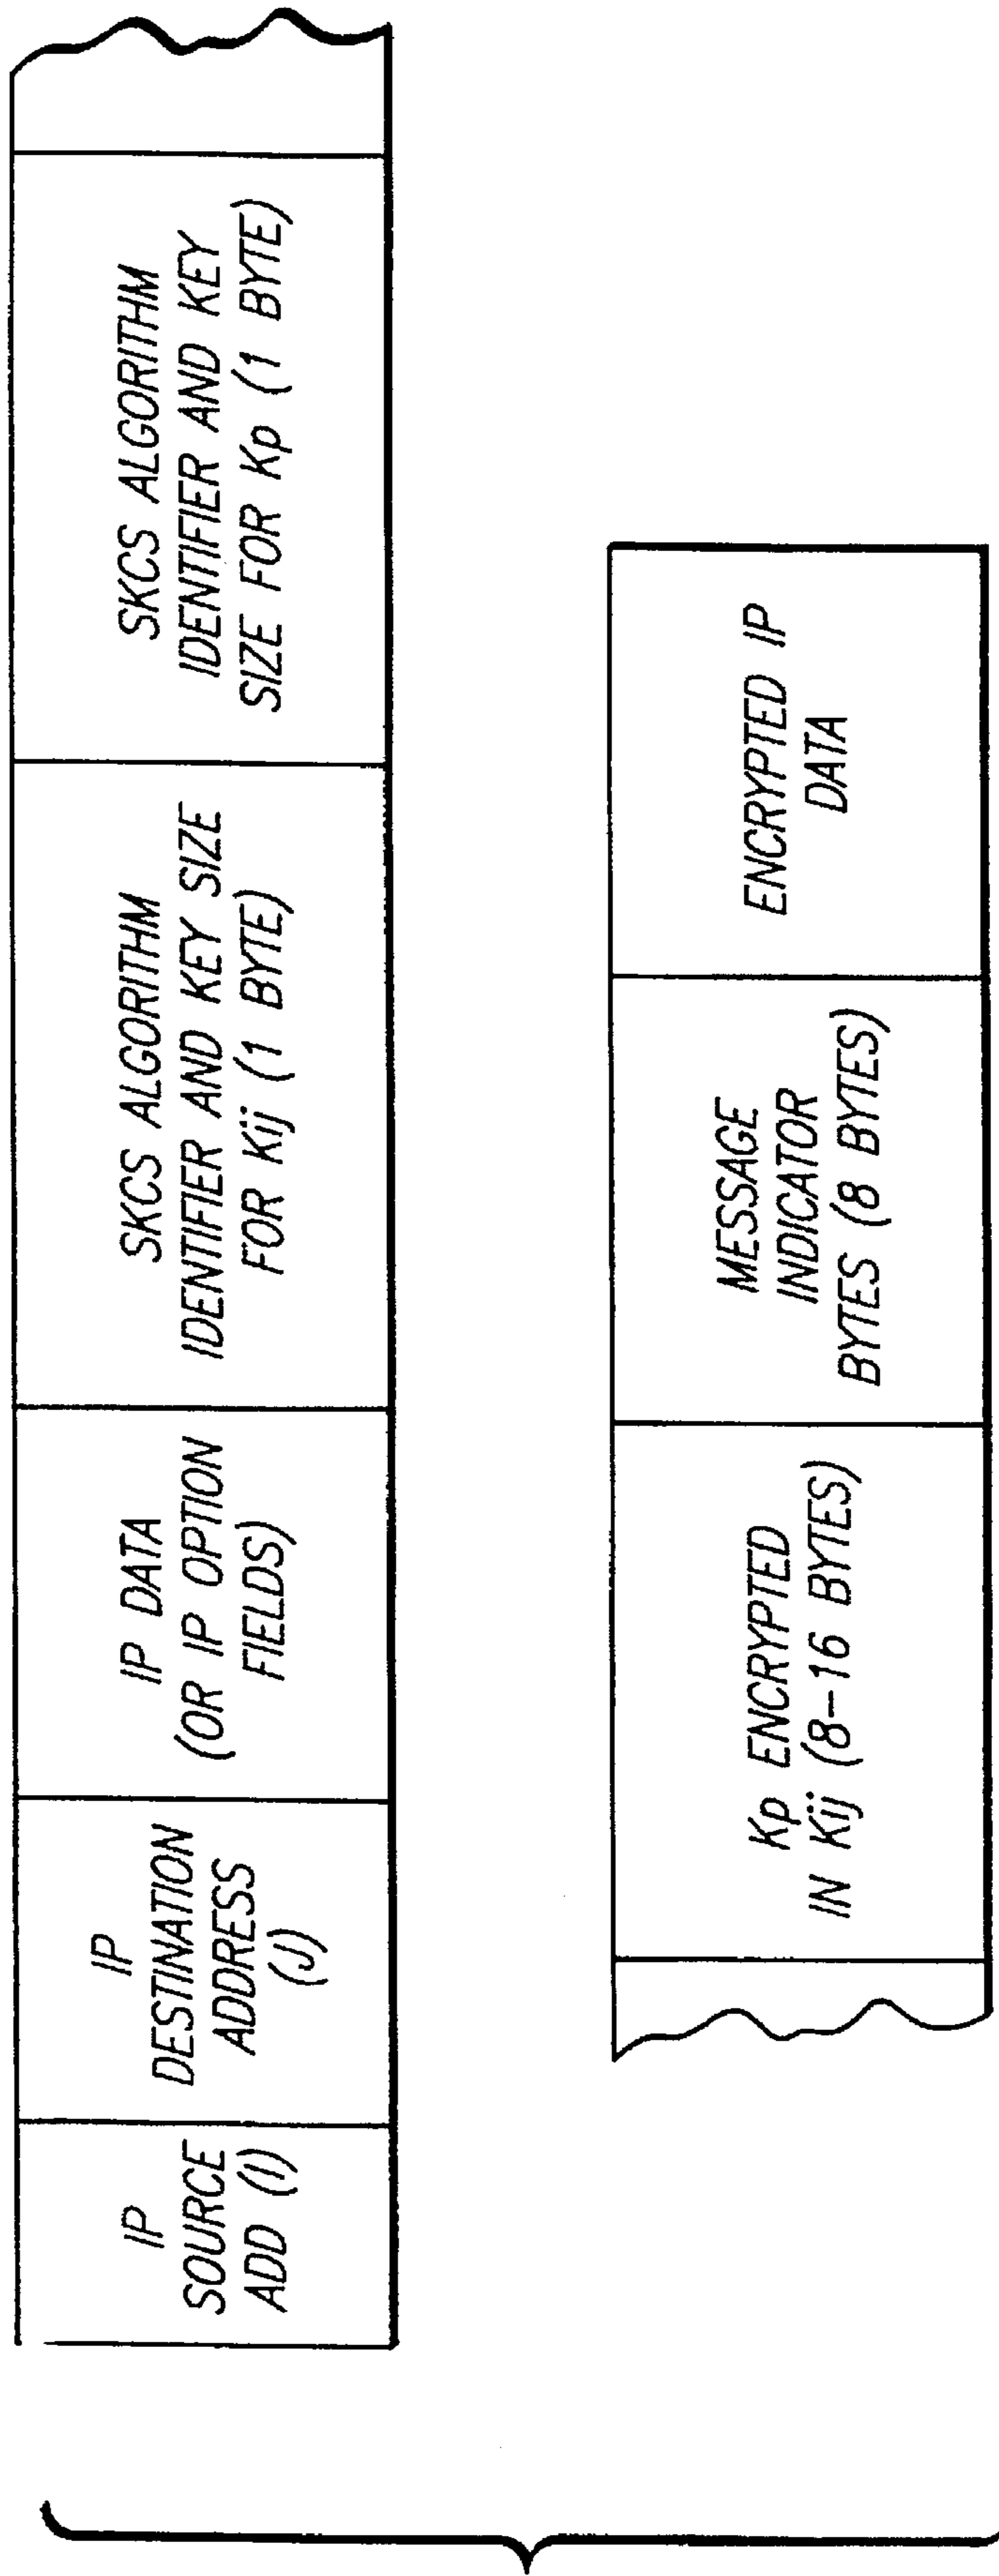 IP
SOURCE
ADD (I)
IP
DESTINATION
ADDRESS
(J)
IP DATA
(OR IP OPTION
FIELDS)
SKCS ALGORITHM
IDENTIFIER AND KEY SIZE
FOR Kij (1 BYTE)
SKCS ALGORITHM
IDENTIFIER AND KEY
SIZE FOR Kp (1 BYTE)
Kp ENCRYPTED
IN Kij (8-16 BYTES)
MESSAGE
INDICATOR
BYTES (8 BYTES)
ENCRYPTED IP
DATA